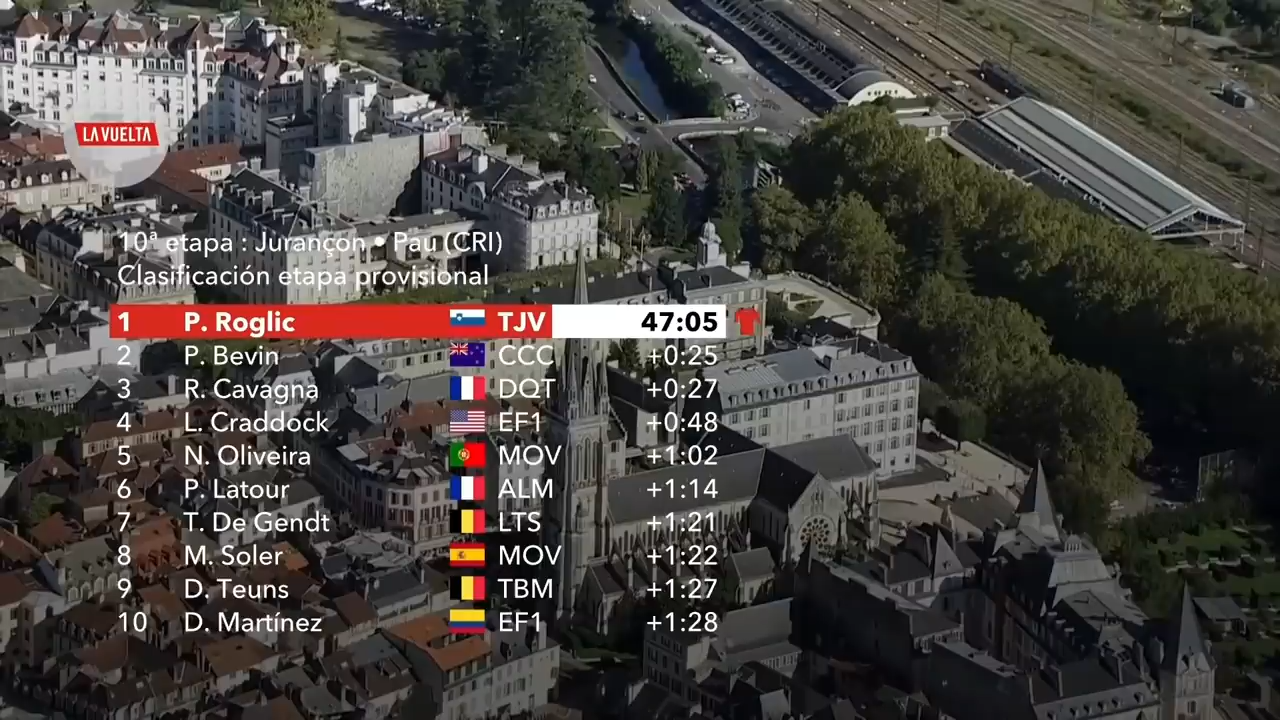 LA VUELTA
10ª etapa : Jurançon • Pau (CRI)
Clasificación etapa provisional
1 P. Roglic TJV 47:05
2 P. Bevin CCC +0:25
3 R. Cavagna DQT +0:27
4 L. Craddock EF1 +0:48
5 N. Oliveira MOV +1:02
6 P. Latour ALM +1:14
7 T. De Gendt LTS +1:21
8 M. Soler MOV +1:22
9 D. Teuns TBM +1:27
10 D. Martínez EF1 +1:28